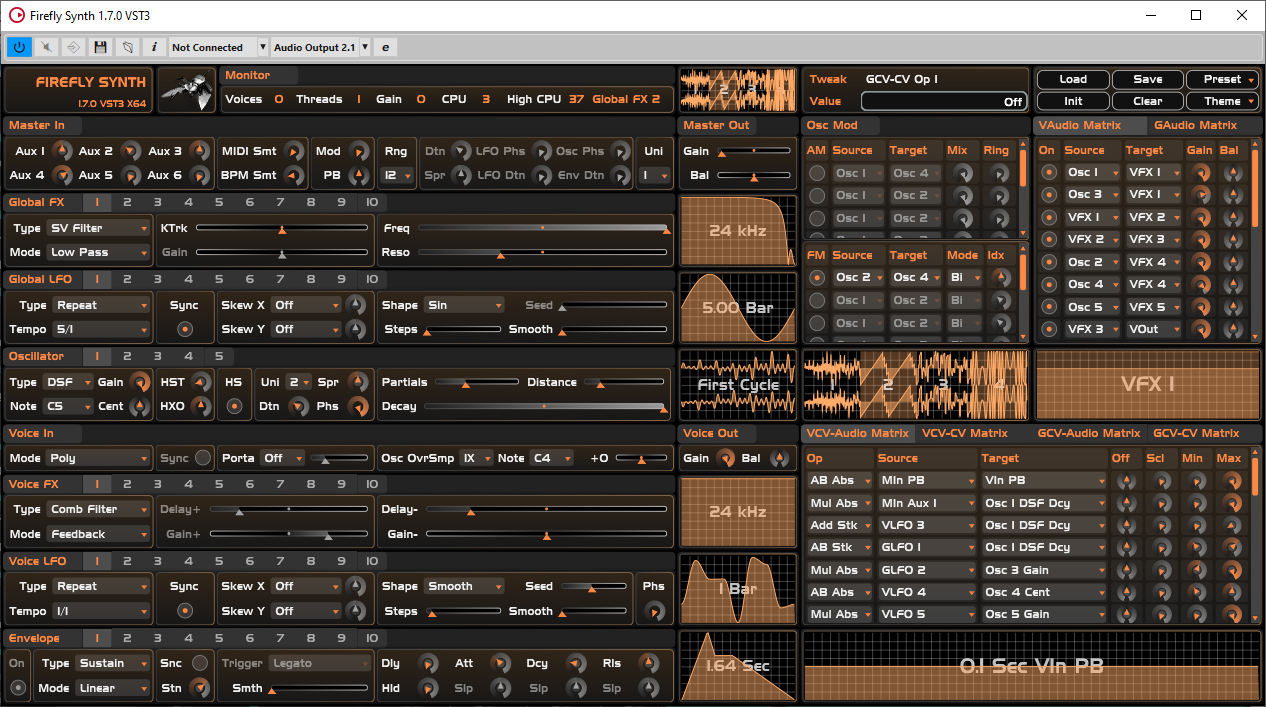 Firefly Synth 1.7.0 VST3
i Not Connected Audio Output 2.1 e
FIREFLY SYNTH
1.7.0 VST3 X64
Monitor
Voices 0 Threads 1 Gain 0 CPU 3 High CPU 37 Global FX 2
1 2 3 4
Tweak GCV-CV Op 1
Value Off
Load Save Preset
Init Clear Theme
Master In
Aux 1 Aux 2 Aux 3 MIDI Smt Mod Rng Dtn LFO Phs Osc Phs Uni
Aux 4 Aux 5 Aux 6 BPM Smt PB 12 Spr LFO Dtn Env Dtn 1
Master Out
Gain
Bal
Osc Mod
AM Source Target Mix Ring
Osc 1 Osc 4
Osc 1 Osc 2
Osc 1 Osc 2
FM Source Target Mode Idx
Osc 2 Osc 4 Bi
Osc 1 Osc 2 Bi
Osc 1 Osc 2 Bi
VAudio Matrix GAudio Matrix
On Source Target Gain Bal
Osc 1 VFX 1
Osc 3 VFX 1
VFX 1 VFX 2
VFX 2 VFX 3
Osc 2 VFX 4
Osc 4 VFX 4
Osc 5 VFX 5
VFX 3 VOut
Global FX 1 2 3 4 5 6 7 8 9 10
Type SV Filter KTrk Freq
Mode Low Pass Gain Reso
24 kHz
Global LFO 1 2 3 4 5 6 7 8 9 10
Type Repeat Sync Skew X Off Shape Sin Seed
Tempo 5/1 Skew Y Off Steps Smooth
5.00 Bar
Oscillator 1 2 3 4 5
Type DSF Gain HST HS Uni 2 Spr Partials Distance
Note C5 Cent HXO Dtn Phs Decay
First Cycle
1 2 3 4
VFX 1
Voice In
Mode Poly Sync Porta Off Osc OvrSmp 1X Note C4 +0
Voice Out
Gain Bal
Voice FX 1 2 3 4 5 6 7 8 9 10
Type Comb Filter Delay+ Delay-
Mode Feedback Gain+ Gain-
24 kHz
Voice LFO 1 2 3 4 5 6 7 8 9 10
Type Repeat Sync Skew X Off Shape Smooth Seed Phs
Tempo 1/1 Skew Y Off Steps Smooth
1 Bar
Envelope 1 2 3 4 5 6 7 8 9 10
On Type Sustain Snc Trigger Legato Dly Att Dcy Rls
Mode Linear Stn Smth Hld Slp Slp Slp
1.64 Sec
VCV-Audio Matrix VCV-CV Matrix GCV-Audio Matrix GCV-CV Matrix
Op Source Target Off Scl Min Max
AB Abs MIn PB VIn PB
Mul Abs MIn Aux 1 Osc 1 DSF Dcy
Add Stk VLFO 3 Osc 1 DSF Dcy
AB Stk GLFO 1 Osc 1 DSF Dcy
Mul Abs GLFO 2 Osc 3 Gain
AB Abs VLFO 4 Osc 4 Cent
Mul Abs VLFO 5 Osc 5 Gain
0.1 Sec VIn PB